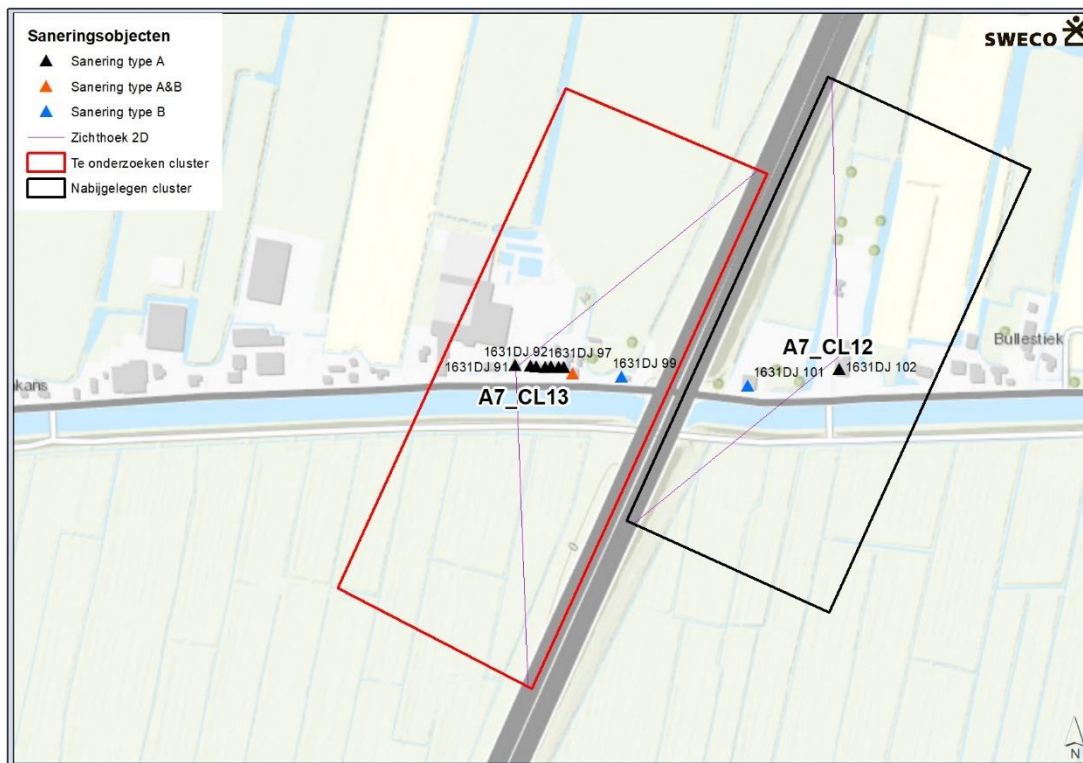 Saneringsobjecten
Sanering type A
Sanering type A&B
Sanering type B
Zichthoek 2D
Te onderzoeken cluster
Nabijgelegen cluster
SWECO
Bullestiek
A7_CL12
1631DJ 92 1631DJ 97
1631DJ 91
1631DJ 99
1631DJ 101
1631DJ 102
kans
A7_CL13
N